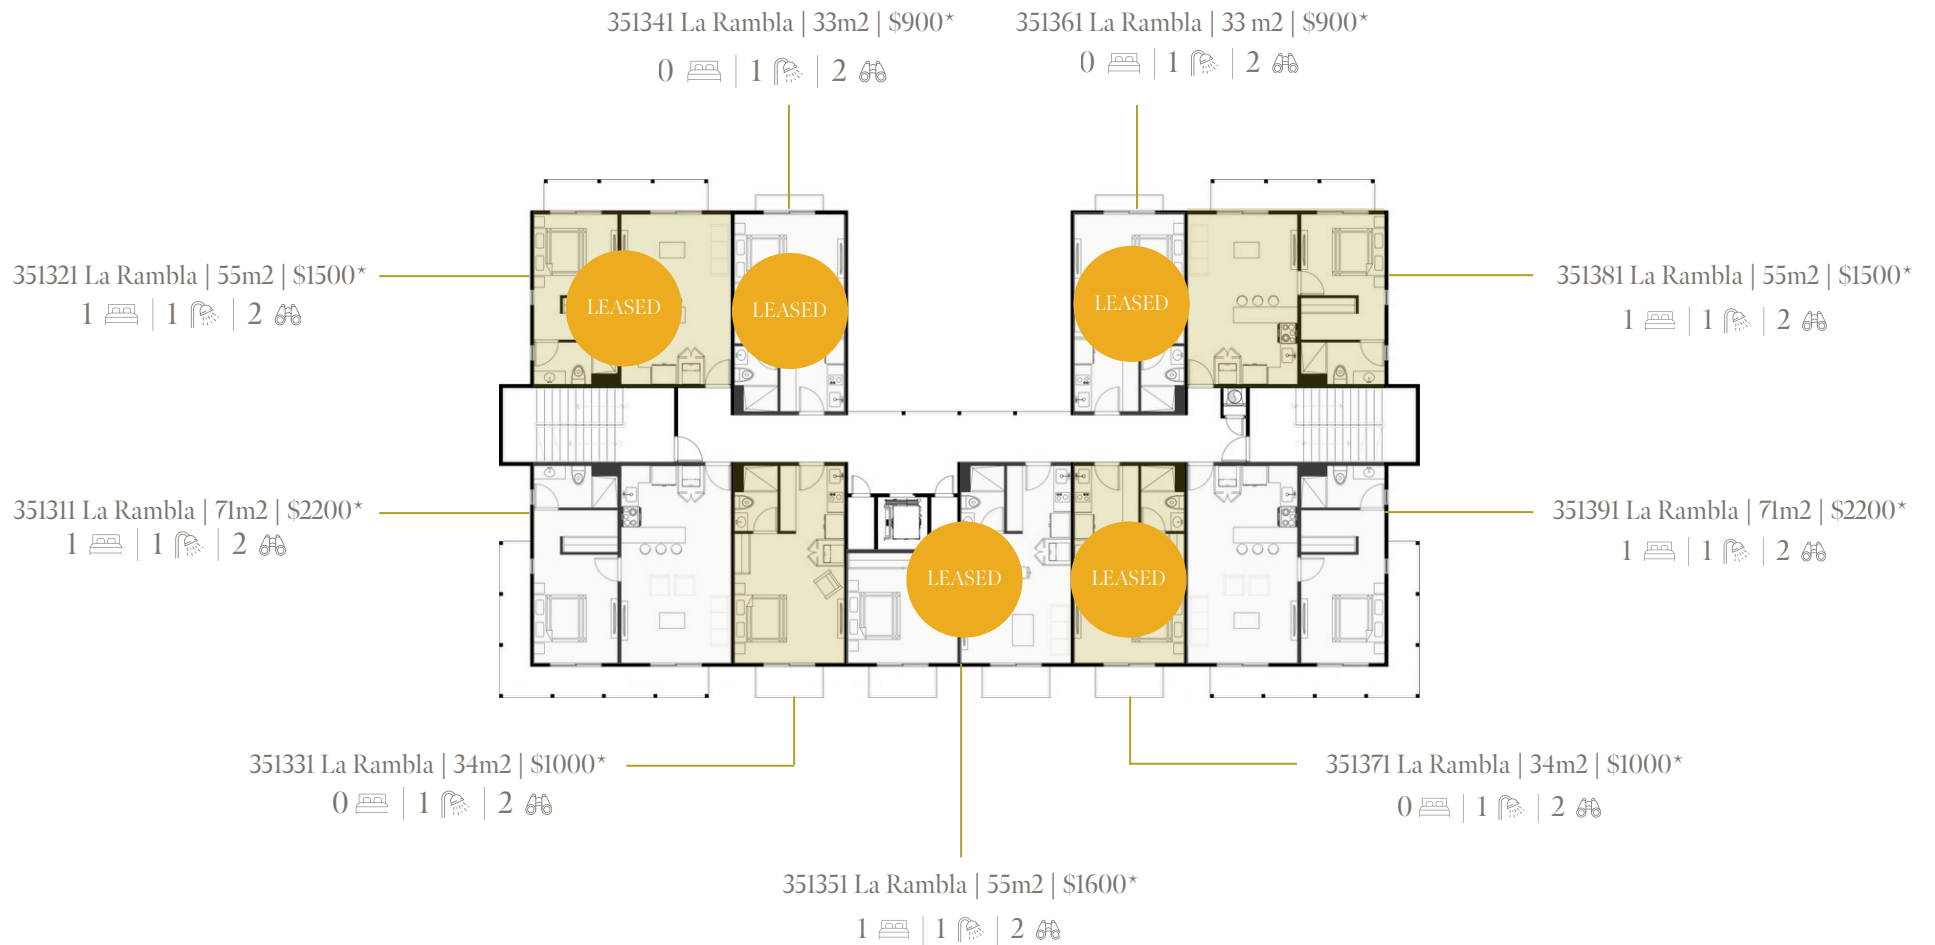 351341 La Rambla | 33m2 | $900*
0 | 1 | 2
351361 La Rambla | 33 m2 | $900*
0 | 1 | 2
351321 La Rambla | 55m2 | $1500*
1 | 1 | 2
LEASED
LEASED
LEASED
351381 La Rambla | 55m2 | $1500*
1 | 1 | 2
351311 La Rambla | 71m2 | $2200*
1 | 1 | 2
351391 La Rambla | 71m2 | $2200*
1 | 1 | 2
LEASED
LEASED
351331 La Rambla | 34m2 | $1000*
0 | 1 | 2
351371 La Rambla | 34m2 | $1000*
0 | 1 | 2
351351 La Rambla | 55m2 | $1600*
1 | 1 | 2